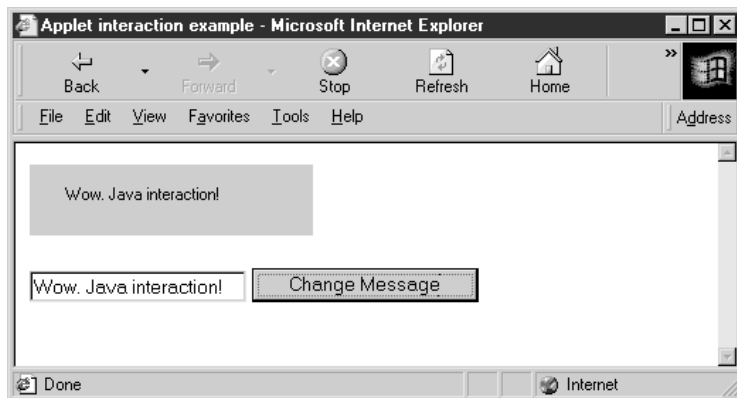 Applet interaction example - Microsoft Internet Explorer
Back Forward Stop Refresh Home »
File Edit View Favorites Tools Help Address
Wow. Java interaction!
Wow. Java interaction! Change Message
Done Internet